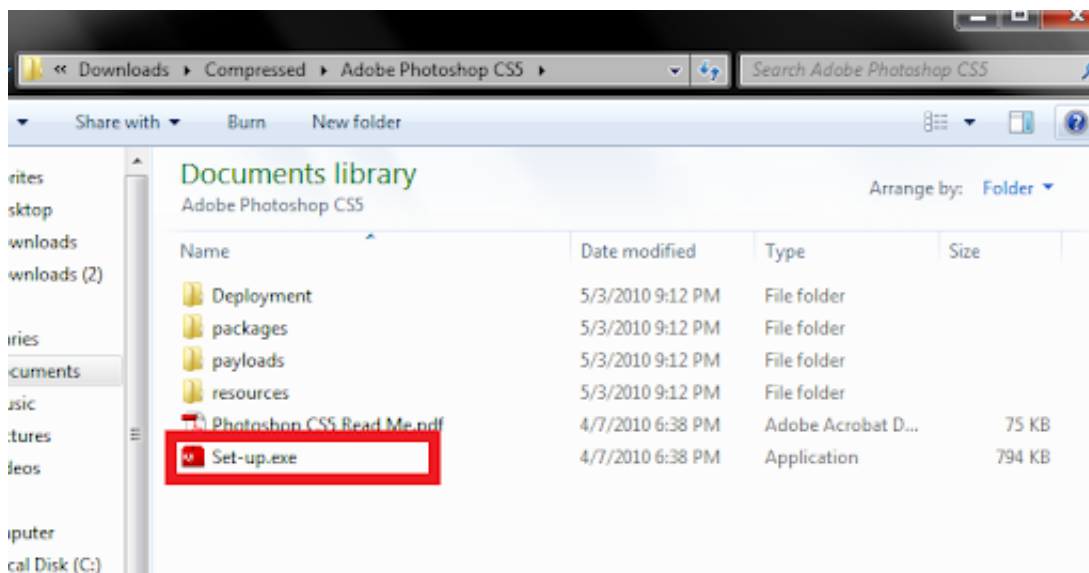 « Downloads ▸ Compressed ▸ Adobe Photoshop CS5 ▸ Search Adobe Photoshop CS5
Share with Burn New folder
Documents library
Adobe Photoshop CS5
Arrange by: Folder
Name Date modified Type Size
Deployment 5/3/2010 9:12 PM File folder
packages 5/3/2010 9:12 PM File folder
payloads 5/3/2010 9:12 PM File folder
resources 5/3/2010 9:12 PM File folder
Photoshop CS5 Read Me.pdf 4/7/2010 6:38 PM Adobe Acrobat D... 75 KB
Set-up.exe 4/7/2010 6:38 PM Application 794 KB
rites
sktop
wnloads
wnloads (2)
ries
cuments
usic
tures
deos
puter
cal Disk (C:)